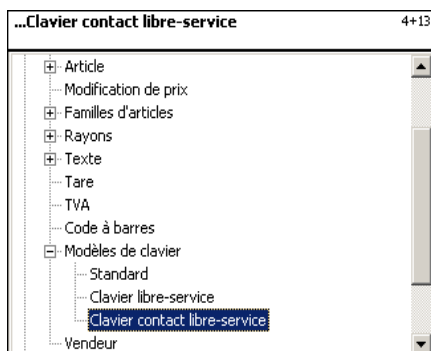 ...Clavier contact libre-service 4+13
Article
Modification de prix
Familles d'articles
Rayons
Texte
Tare
TVA
Code à barres
Modèles de clavier
Standard
Clavier libre-service
Clavier contact libre-service
Vendeur